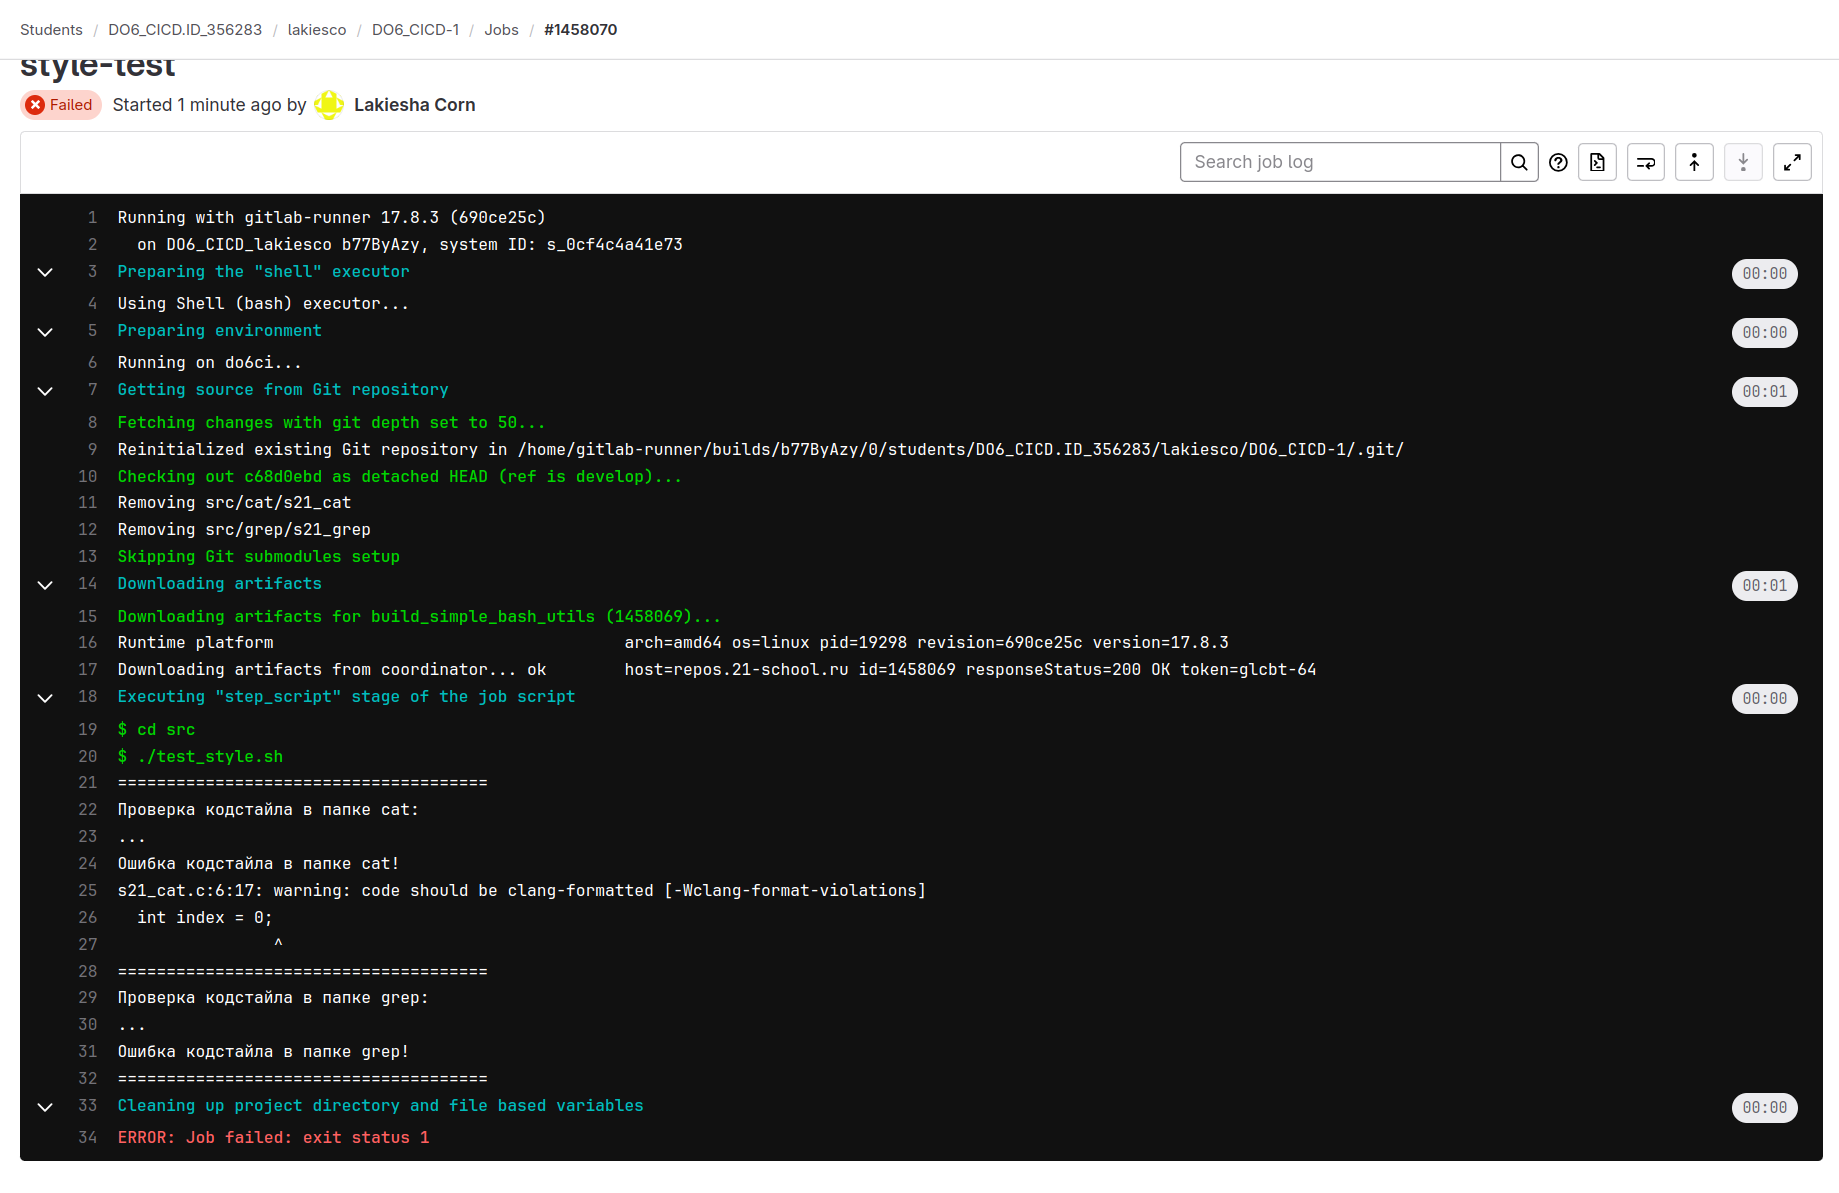 Students / DO6_CICD.ID_356283 / lakiesco / DO6_CICD-1 / Jobs / #1458070
style-test
Failed Started 1 minute ago by Lakiesha Corn
Search job log
1 Running with gitlab-runner 17.8.3 (690ce25c)
2 on DO6_CICD_lakiesco b77ByAzy, system ID: s_0cf4c4a41e73
3 Preparing the "shell" executor 00:00
4 Using Shell (bash) executor...
5 Preparing environment 00:00
6 Running on do6ci...
7 Getting source from Git repository 00:01
8 Fetching changes with git depth set to 50...
9 Reinitialized existing Git repository in /home/gitlab-runner/builds/b77ByAzy/0/students/DO6_CICD.ID_356283/lakiesco/DO6_CICD-1/.git/
10 Checking out c68d0ebd as detached HEAD (ref is develop)...
11 Removing src/cat/s21_cat
12 Removing src/grep/s21_grep
13 Skipping Git submodules setup
14 Downloading artifacts 00:01
15 Downloading artifacts for build_simple_bash_utils (1458069)...
16 Runtime platform arch=amd64 os=linux pid=19298 revision=690ce25c version=17.8.3
17 Downloading artifacts from coordinator... ok host=repos.21-school.ru id=1458069 responseStatus=200 OK token=glcbt-64
18 Executing "step_script" stage of the job script 00:00
19 $ cd src
20 $ ./test_style.sh
21 ======================================
22 Проверка кодстайла в папке cat:
23 ...
24 Ошибка кодстайла в папке cat!
25 s21_cat.c:6:17: warning: code should be clang-formatted [-Wclang-format-violations]
26 int index = 0;
27 ^
28 ======================================
29 Проверка кодстайла в папке grep:
30 ...
31 Ошибка кодстайла в папке grep!
32 ======================================
33 Cleaning up project directory and file based variables 00:00
34 ERROR: Job failed: exit status 1